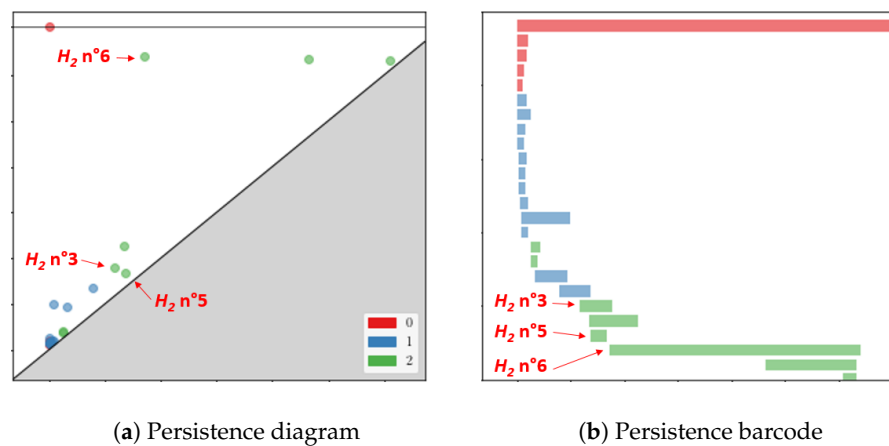 H₂ n°6
H₂ n°3
H₂ n°5
0
1
2
H₂ n°3
H₂ n°5
H₂ n°6
(a) Persistence diagram
(b) Persistence barcode